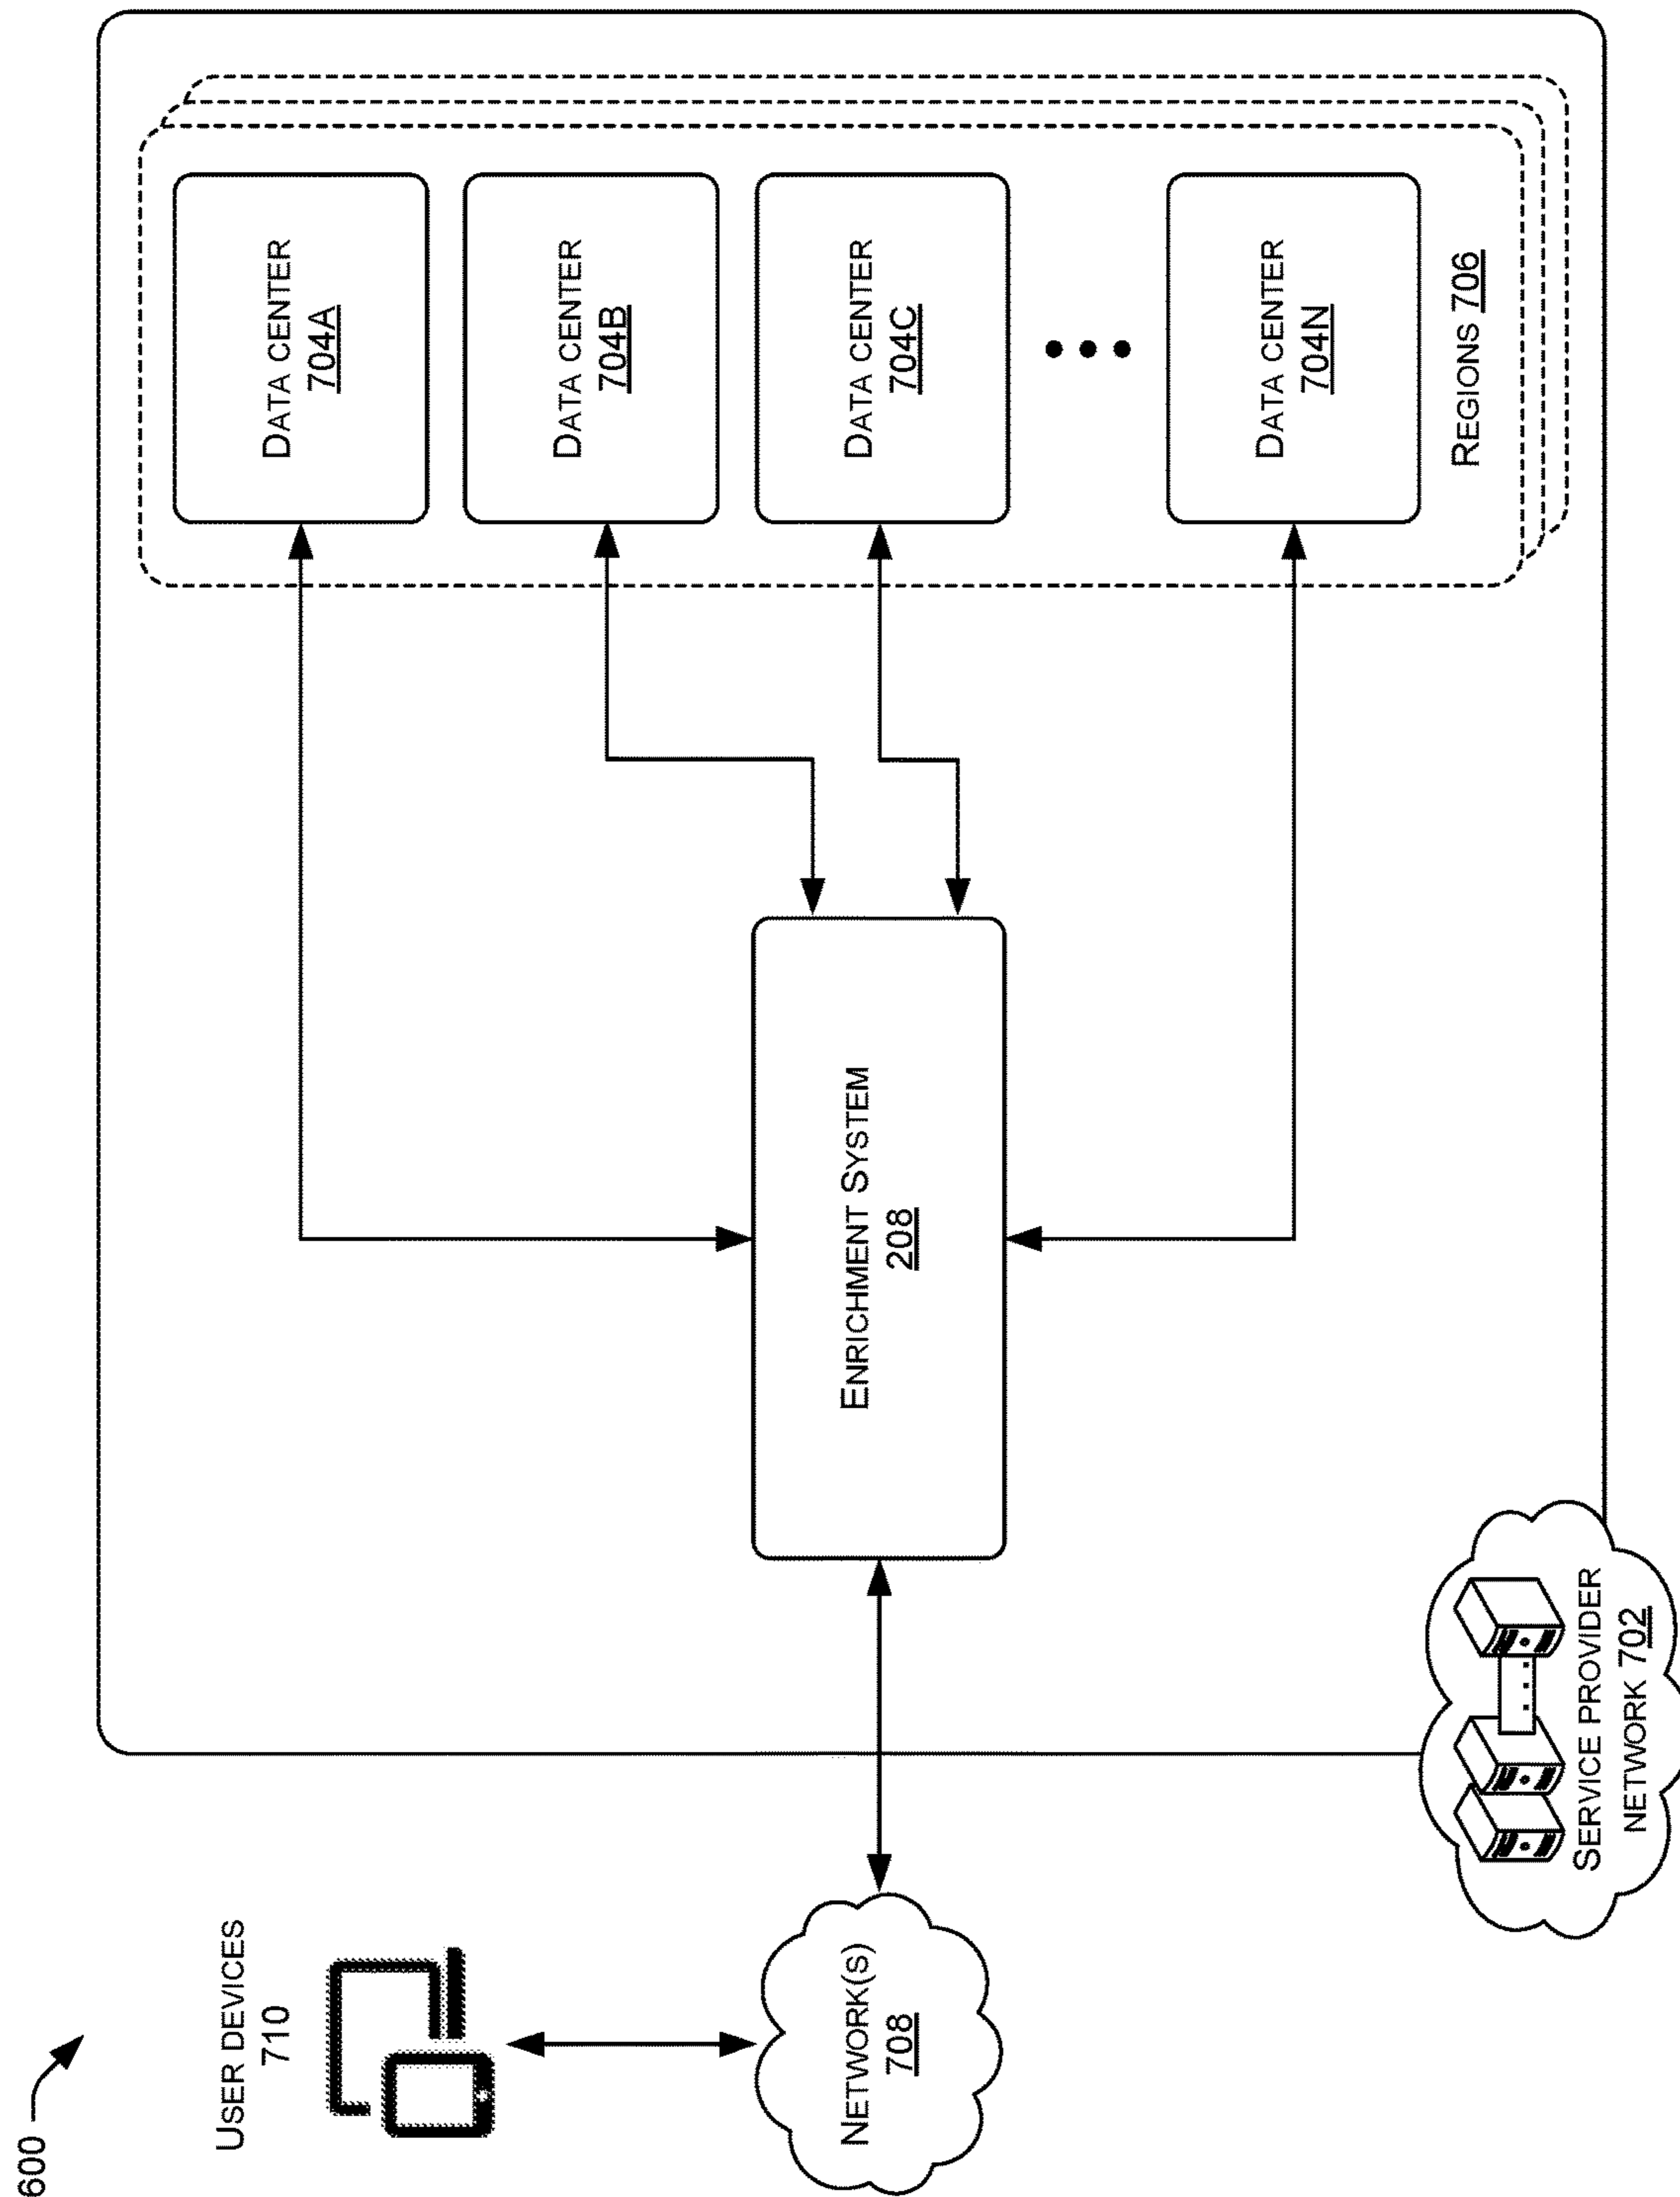 600
USER DEVICES
710
NETWORK(S)
708
SERVICE PROVIDER
NETWORK 702
ENRICHMENT SYSTEM
208
DATA CENTER
704A
DATA CENTER
704B
DATA CENTER
704C
DATA CENTER
704N
REGIONS 706